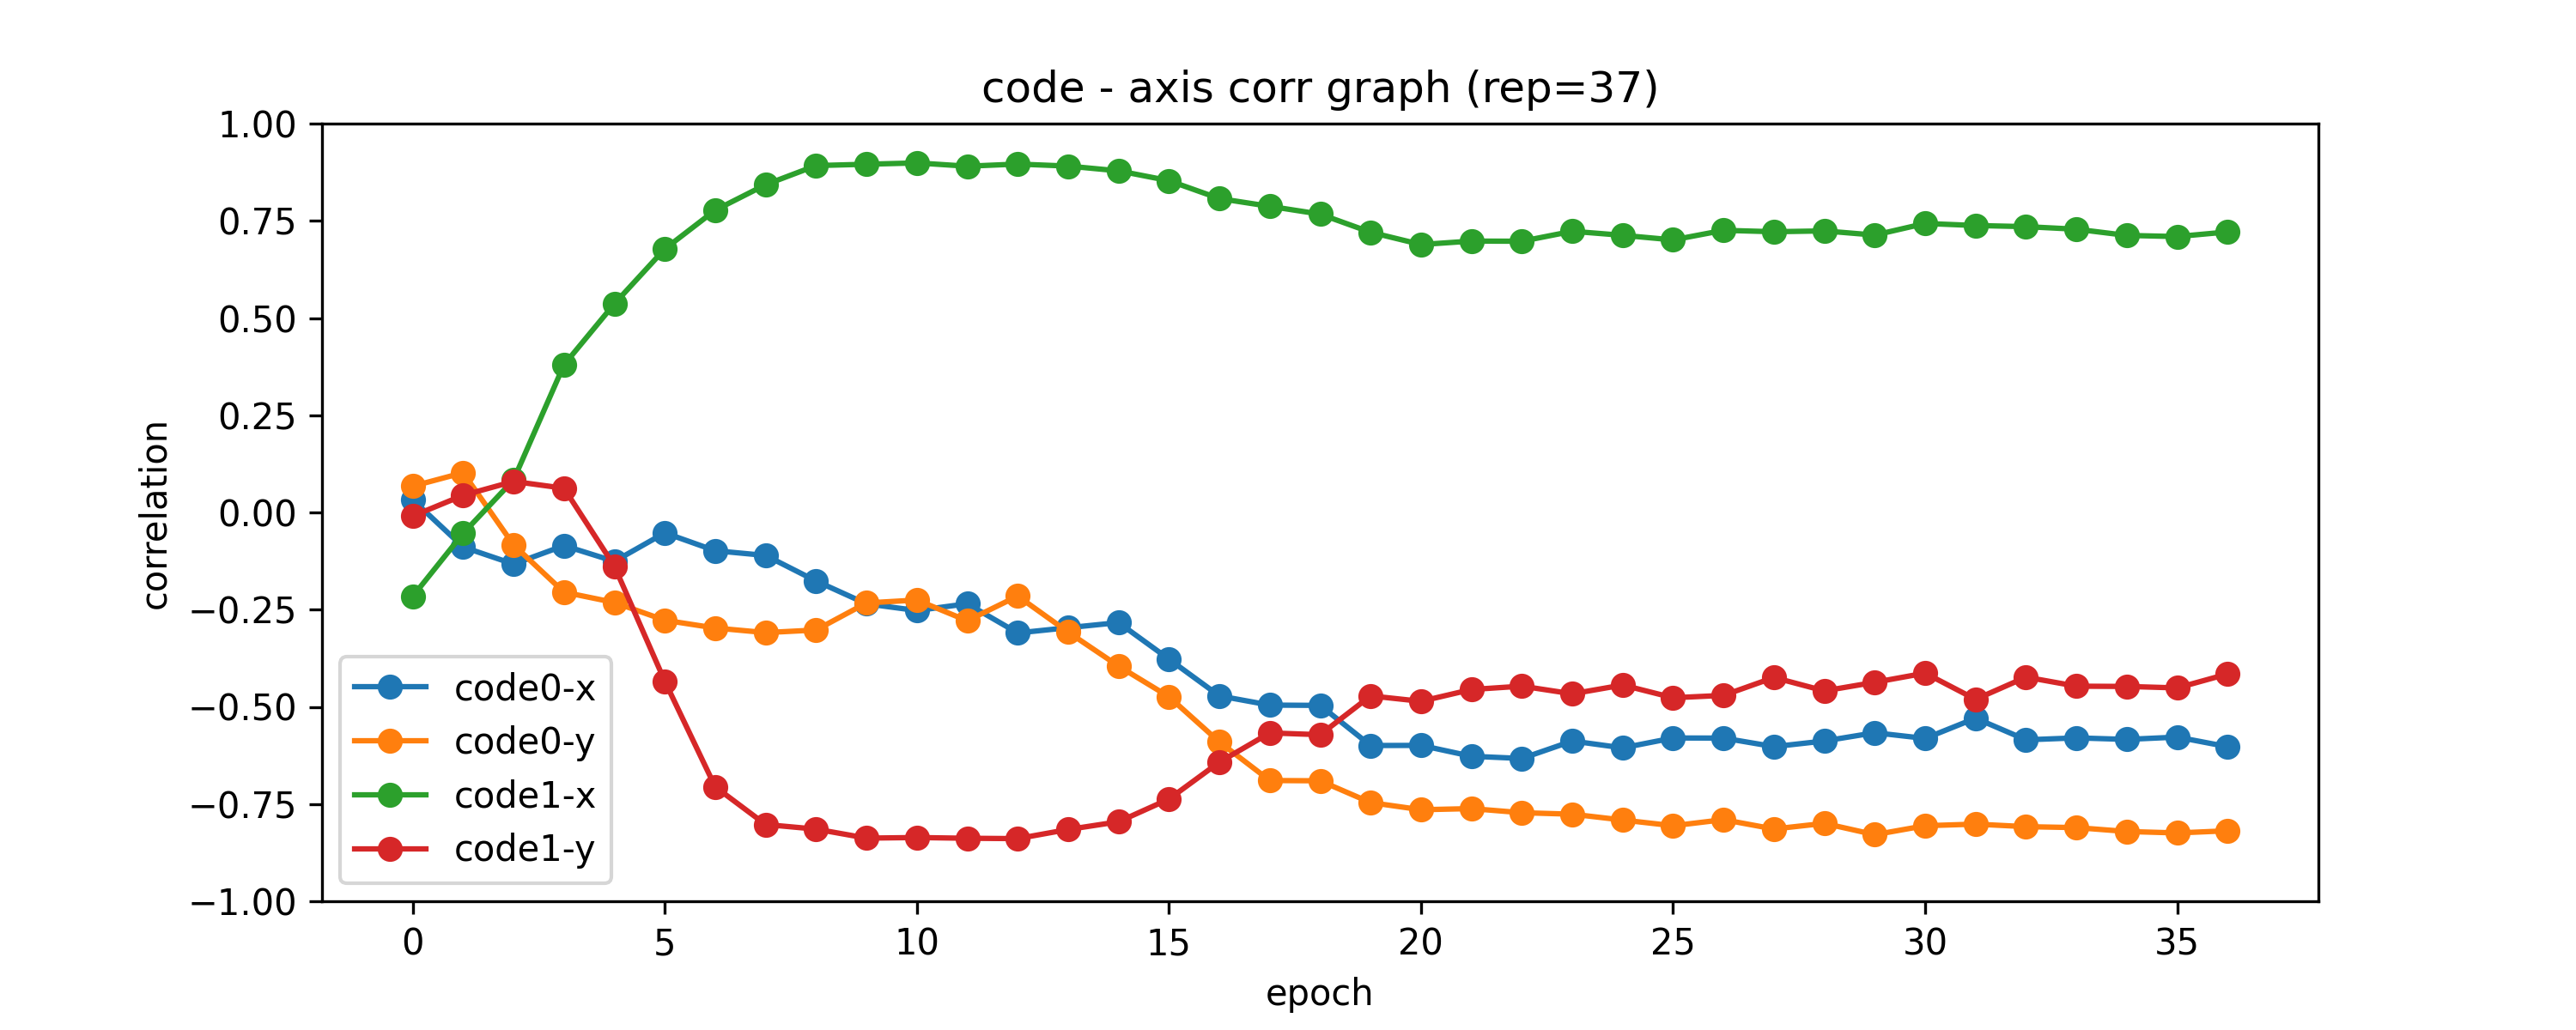 code - axis corr graph (rep=37)
1.00
0.75
0.50
0.25
0.00
−0.25
−0.50
−0.75
−1.00
correlation
code0-x
code0-y
code1-x
code1-y
0 5 10 15 20 25 30 35
epoch